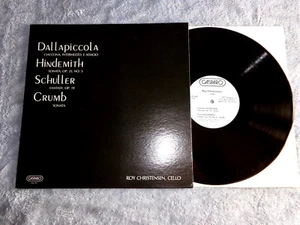 Dallapiccola
CIACCONA, INTERMEZZO, E ADAGIO
Hindemith
SONATA, OP. 25, NO. 3
Schuller
FANTASY, OP. 19
Crumb
SONATA
ROY CHRISTENSEN, CELLO
GASPARO